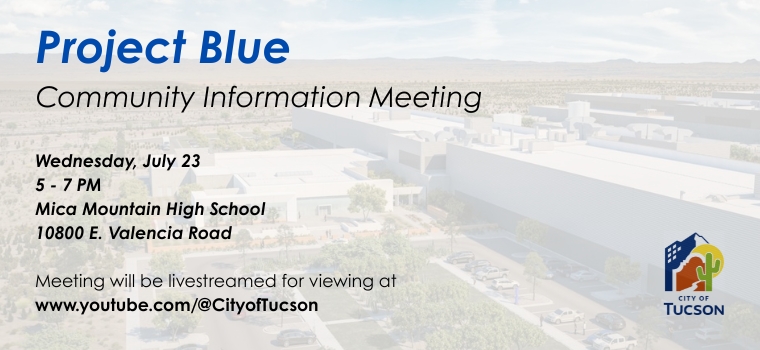 Project Blue
Community Information Meeting
Wednesday, July 23
5 - 7 PM
Mica Mountain High School
10800 E. Valencia Road
Meeting will be livestreamed for viewing at
www.youtube.com/@CityofTucson
CITY OF
TUCSON